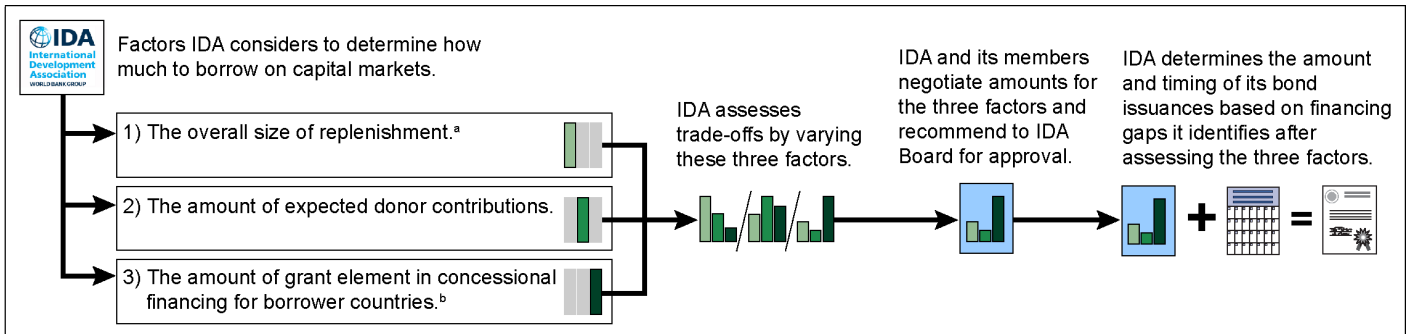 IDA
International
Development
Association
WORLD BANK GROUP
Factors IDA considers to determine how
much to borrow on capital markets.
1) The overall size of replenishment.ᵃ
2) The amount of expected donor contributions.
3) The amount of grant element in concessional
financing for borrower countries.ᵇ
IDA assesses
trade-offs by varying
these three factors.
IDA and its members
negotiate amounts for
the three factors and
recommend to IDA
Board for approval.
IDA determines the amount
and timing of its bond
issuances based on financing
gaps it identifies after
assessing the three factors.
+
=